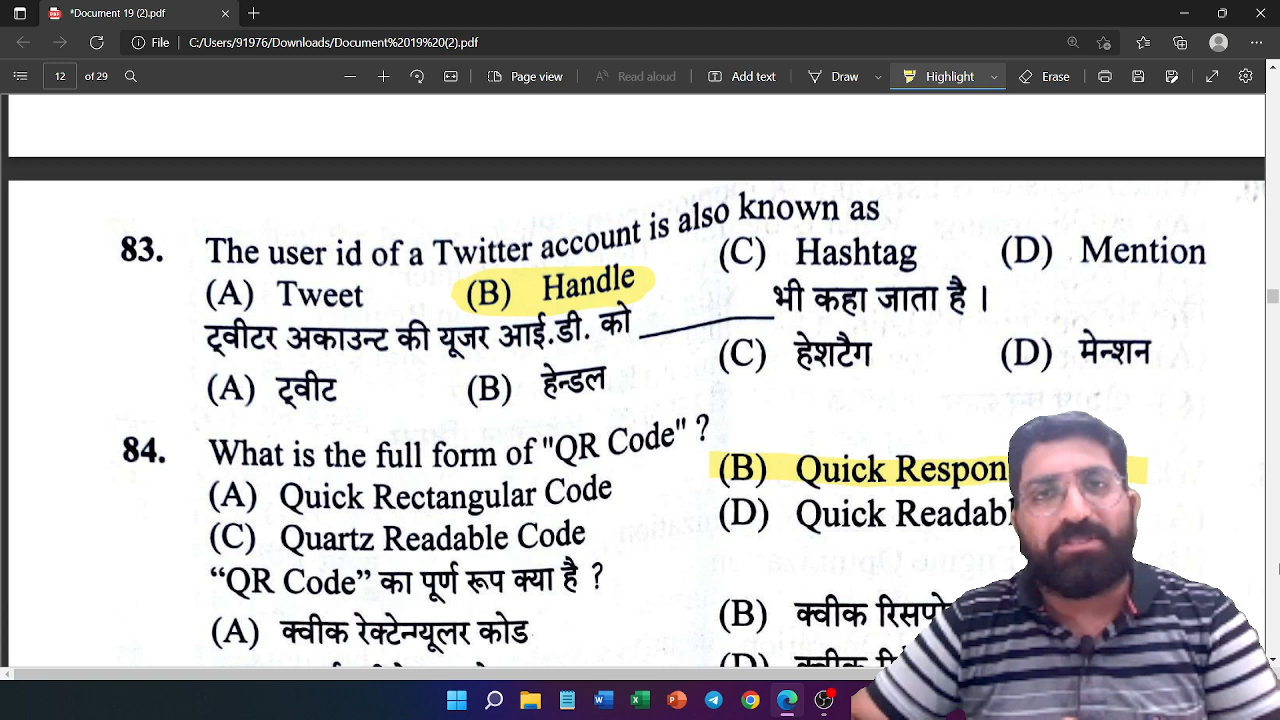 *Document 19 (2).pdf
File C:/Users/91976/Downloads/Document%2019%20(2).pdf
12 of 29 Page view Read aloud Add text Draw Highlight Erase
83. The user id of a Twitter account is also known as
(A) Tweet (B) Handle (C) Hashtag (D) Mention
ट्वीटर अकाउन्ट की यूजर आई.डी. को ________ भी कहा जाता है ।
(A) ट्वीट (B) हेन्डल (C) हेशटैग (D) मेन्शन
84. What is the full form of "QR Code" ?
(A) Quick Rectangular Code (B) Quick
(C) Quartz Readable Code (D) Quick
“QR Code” का पूर्ण रूप क्या है ?
(A) क्वीक रेक्टेन्ग्यूलर कोड (B) क्वीक